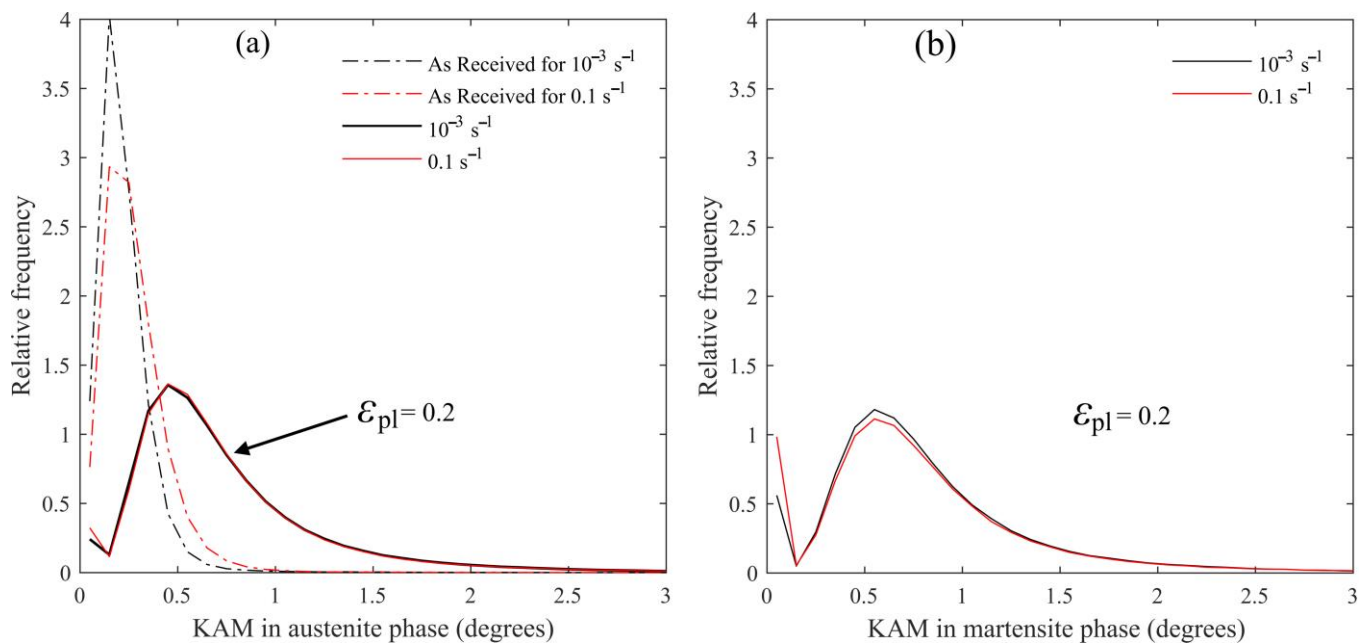 (a)
As Received for 10⁻³ s⁻¹
As Received for 0.1 s⁻¹
10⁻³ s⁻¹
0.1 s⁻¹
Relative frequency
4
3.5
3
2.5
2
1.5
1
0.5
0
ε_pl = 0.2
0 0.5 1 1.5 2 2.5 3
KAM in austenite phase (degrees)
(b)
10⁻³ s⁻¹
0.1 s⁻¹
Relative frequency
4
3.5
3
2.5
2
1.5
1
0.5
0
ε_pl = 0.2
0 0.5 1 1.5 2 2.5 3
KAM in martensite phase (degrees)